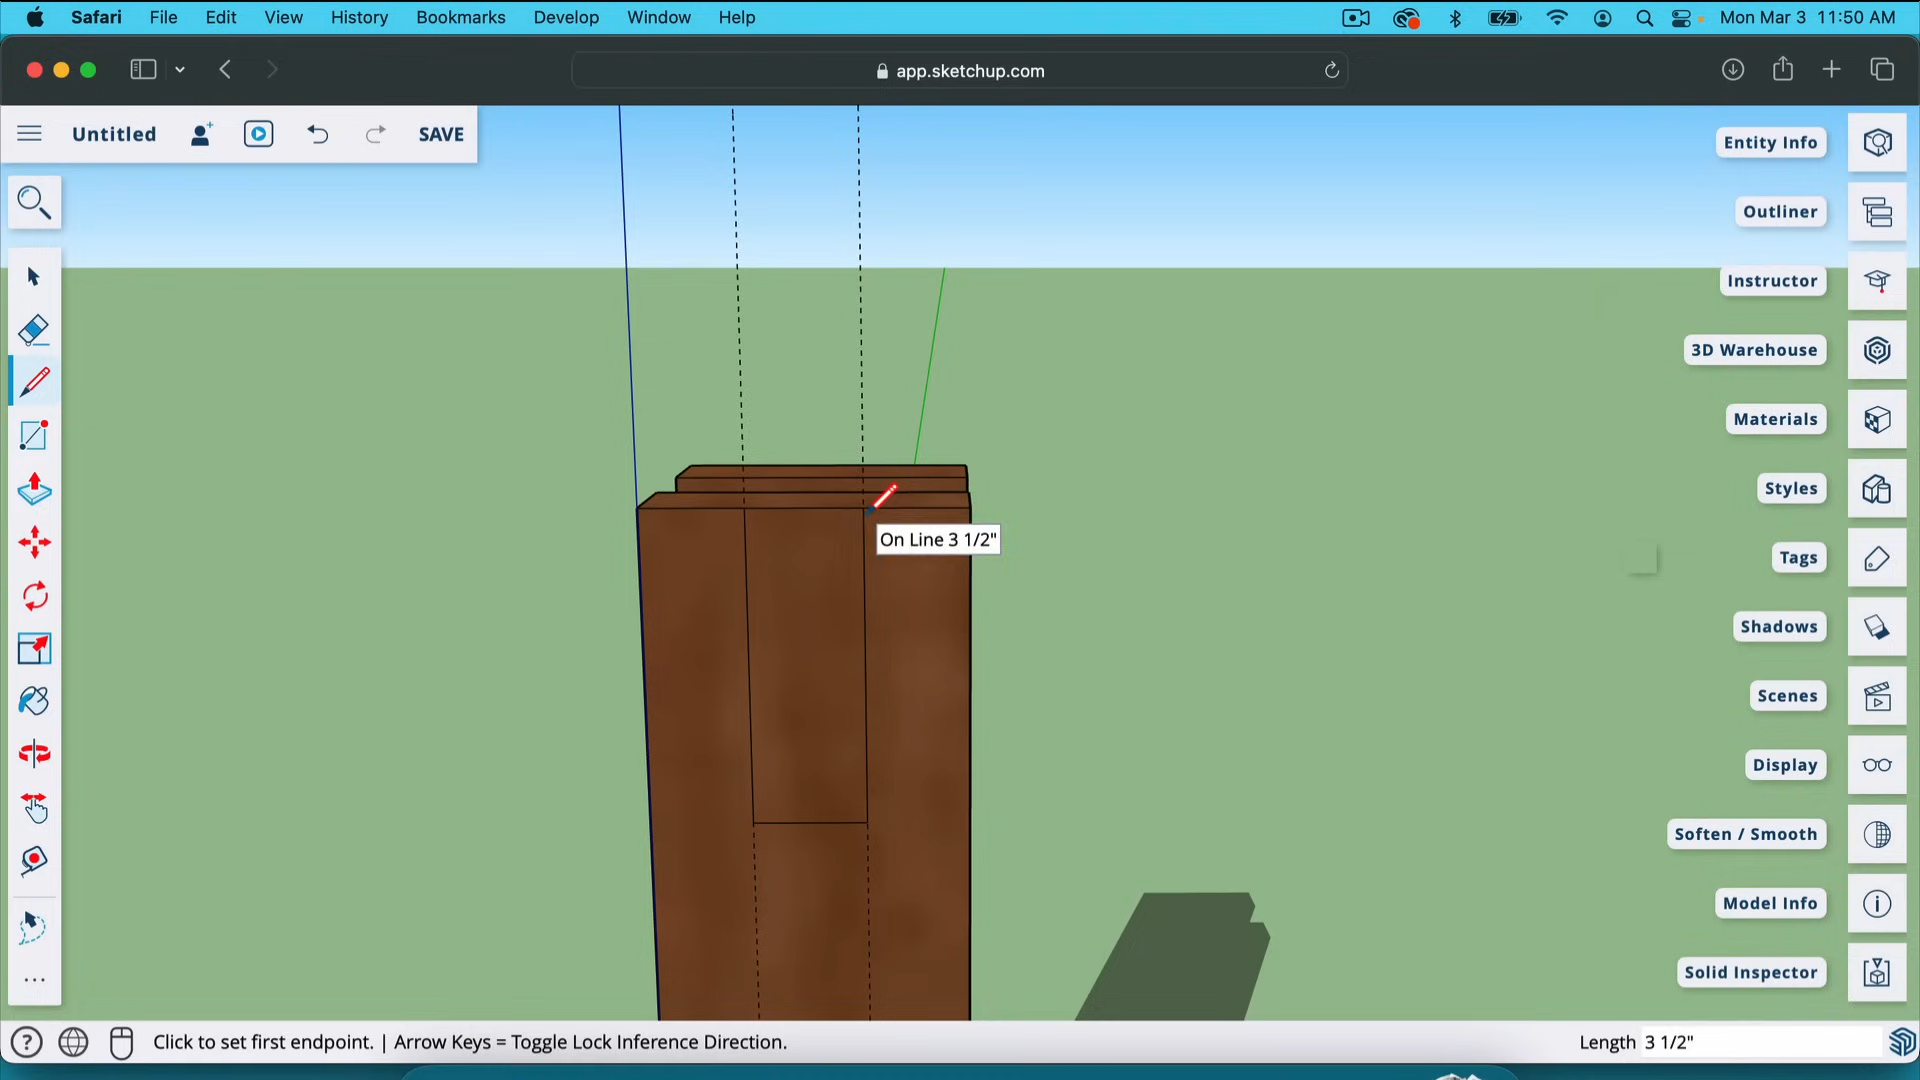 Safari File Edit View History Bookmarks Develop Window Help Mon Mar 3 11:50 AM
app.sketchup.com
Untitled SAVE
Entity Info
Outliner
Instructor
3D Warehouse
Materials
Styles
On Line 3 1/2"
Tags
Shadows
Scenes
Display
Soften / Smooth
Model Info
Solid Inspector
? Click to set first endpoint. | Arrow Keys = Toggle Lock Inference Direction. Length 3 1/2"